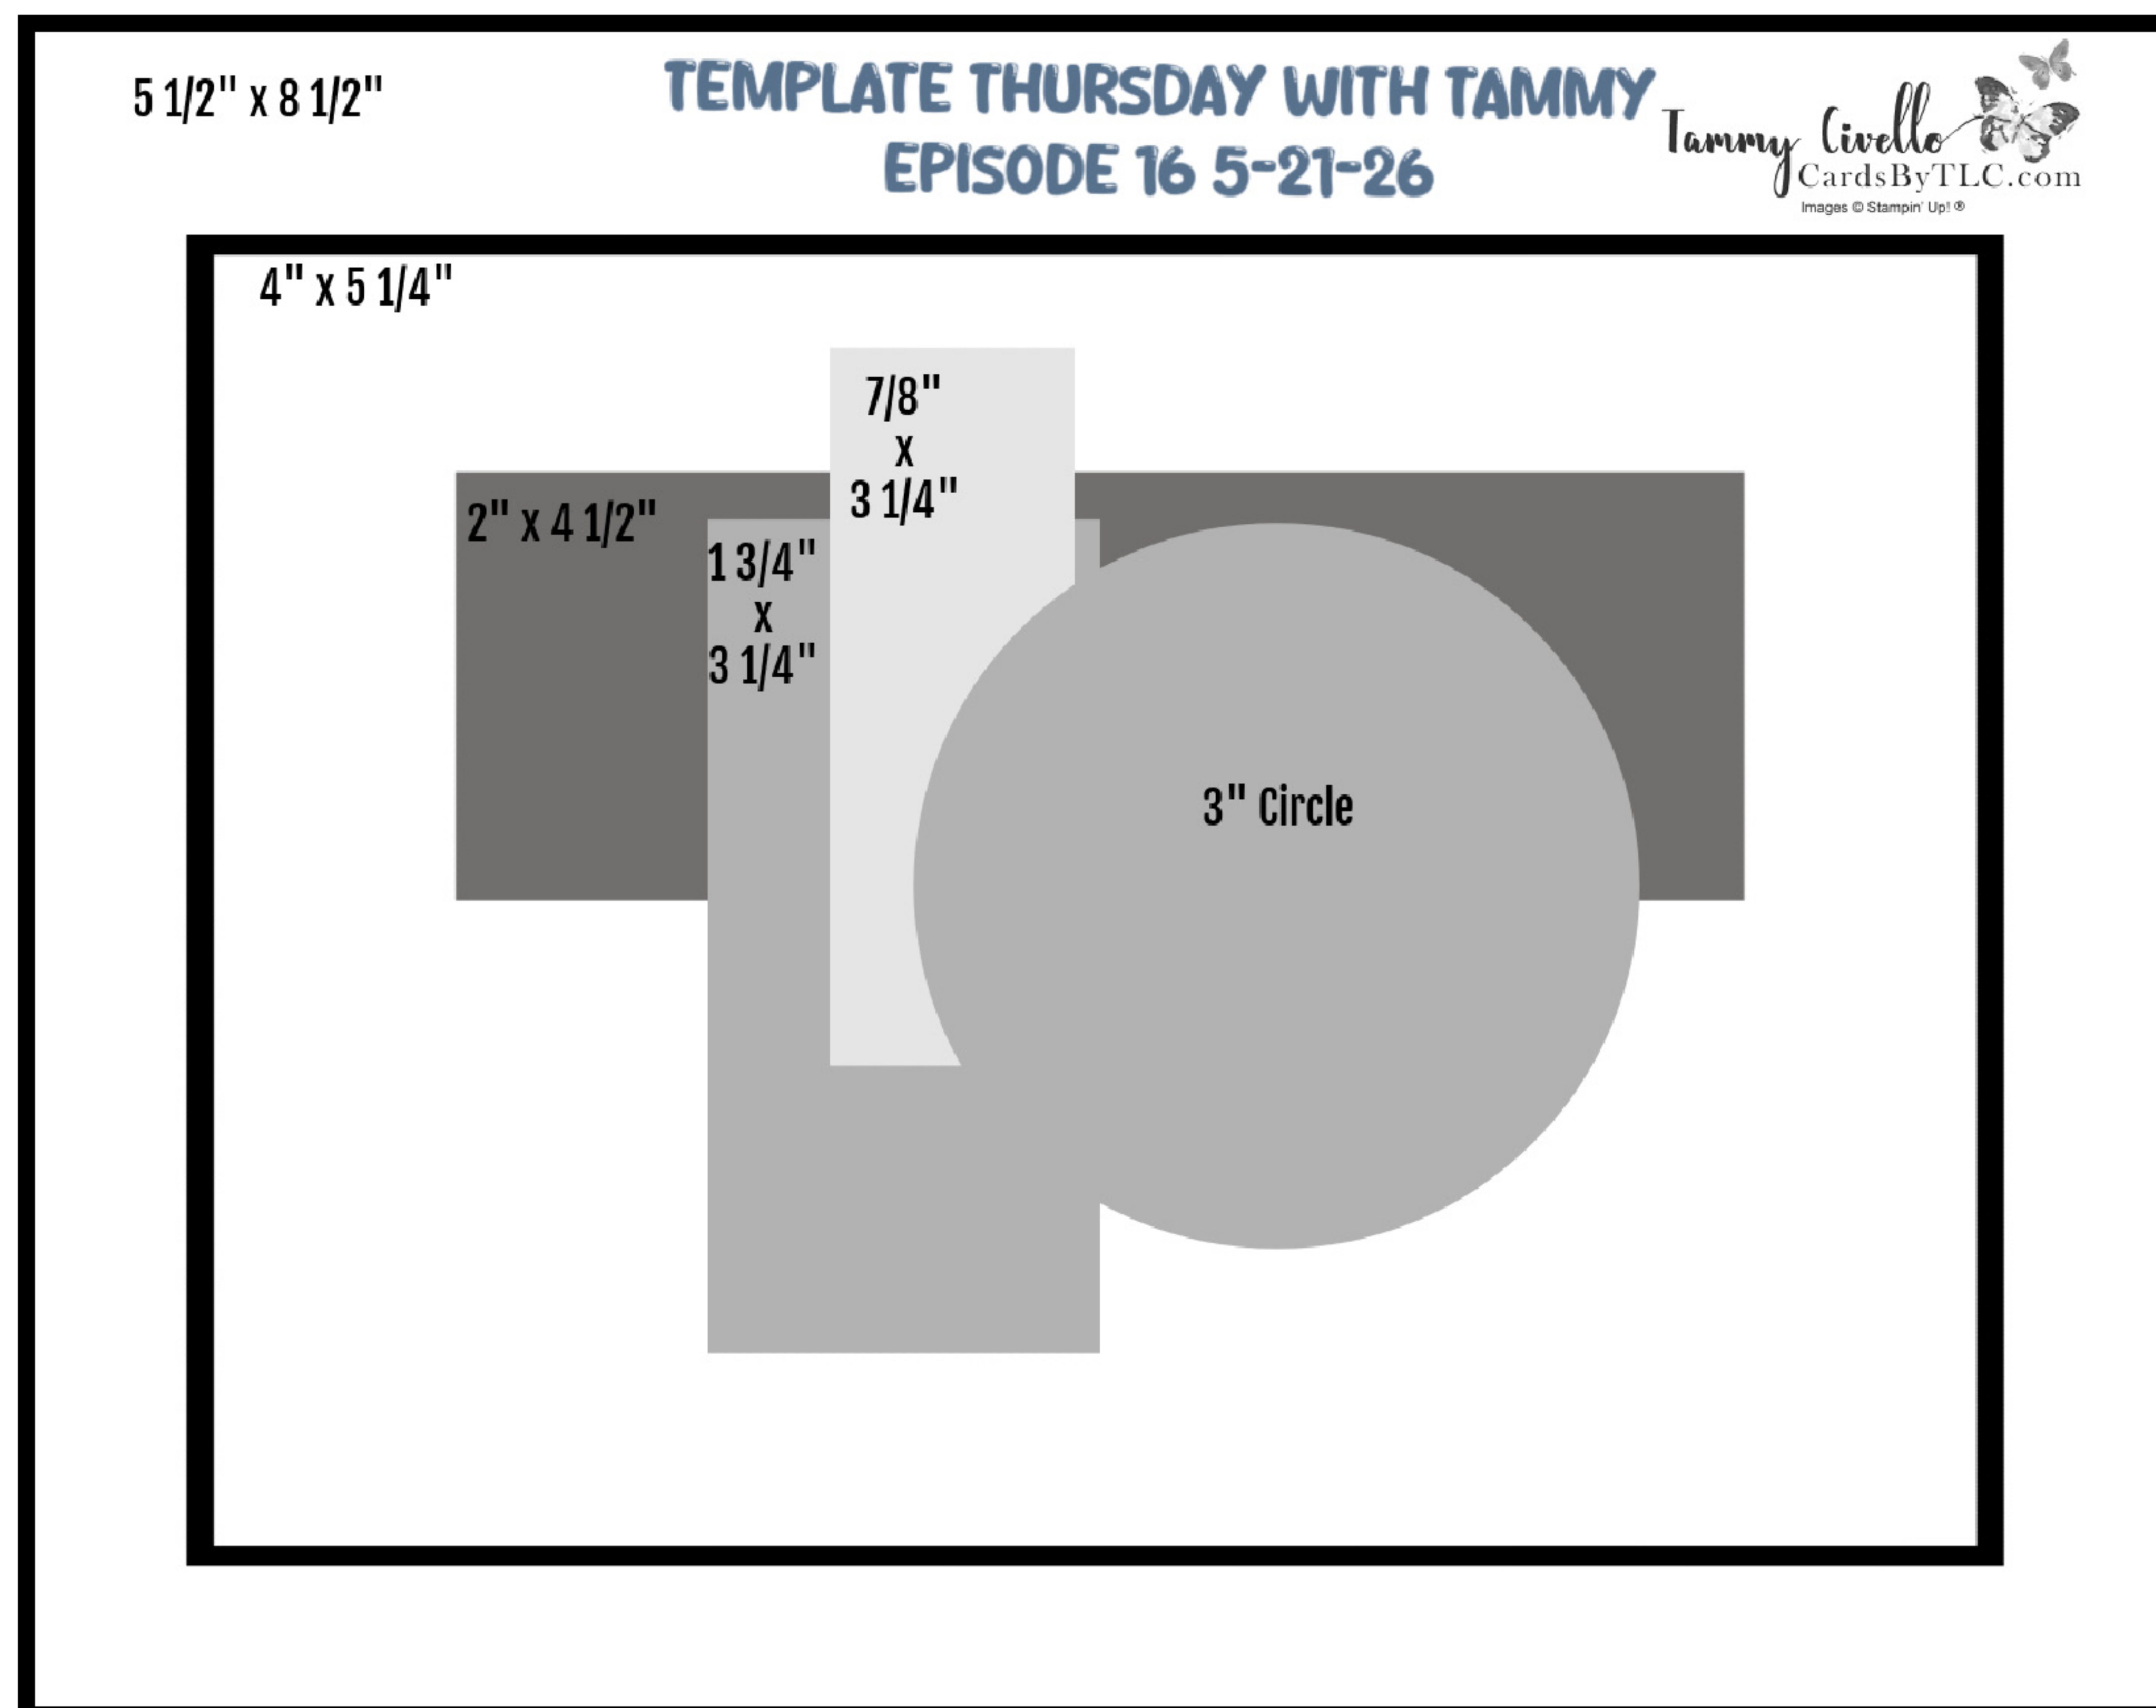 5 1/2" x 8 1/2"
TEMPLATE THURSDAY WITH TAMMY
EPISODE 16 5-21-26
Tammy Civello
CardsByTLC.com
Images © Stampin' Up! ®
4" x 5 1/4"
7/8"
x
3 1/4"
2" x 4 1/2"
1 3/4"
x
3 1/4"
3" Circle